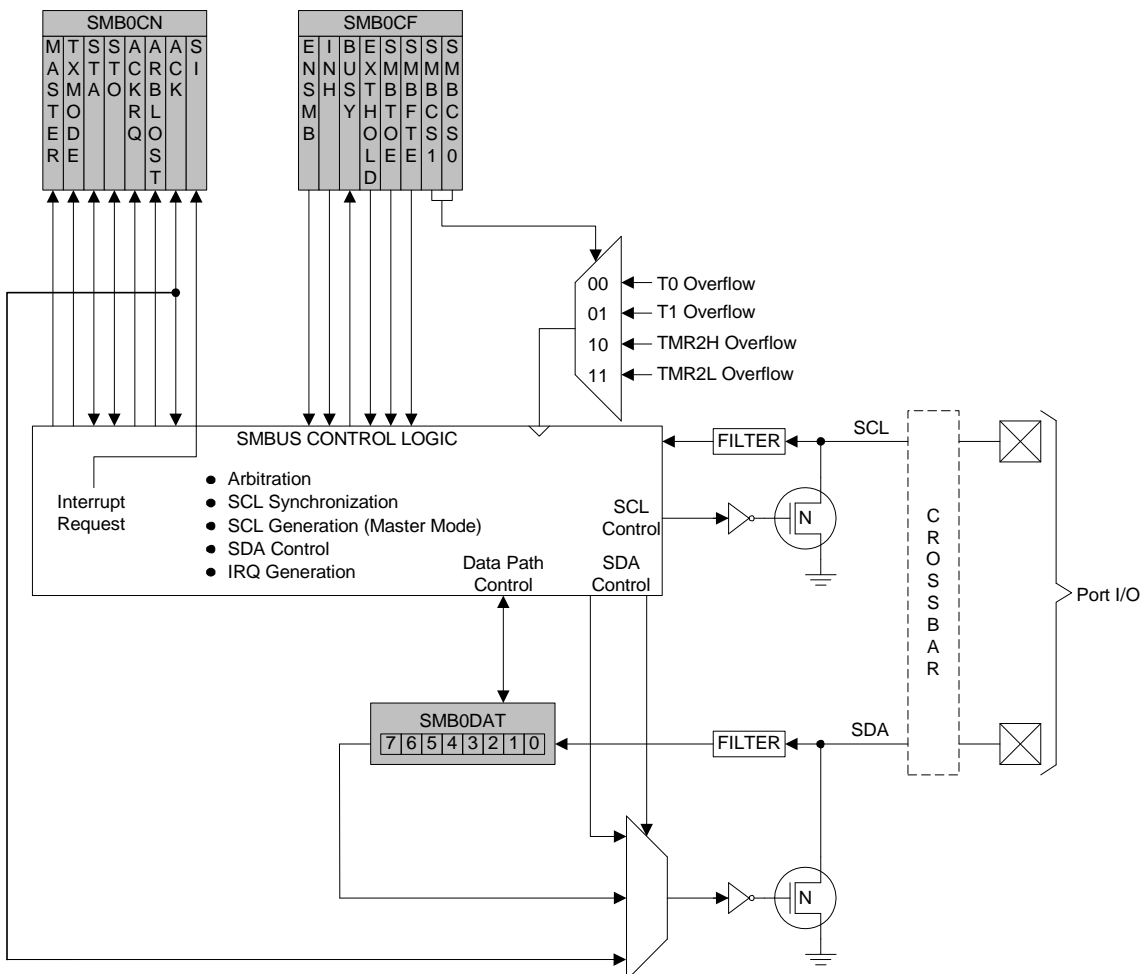 SMB0CN
MASTER
TXMODE
STA
STO
ACKRQ
ARBLOST
ACK
SI
SMB0CF
ENSMB
INH
BUSY
EXTHOLD
SMBTOE
SMBFTE
SMBCS1
SMBCS0
00
T0 Overflow
01
T1 Overflow
10
TMR2H Overflow
11
TMR2L Overflow
SMBUS CONTROL LOGIC
Interrupt
Request
● Arbitration
● SCL Synchronization
● SCL Generation (Master Mode)
● SDA Control
● IRQ Generation
Data Path
Control
SCL
Control
SDA
Control
FILTER
SCL
N
CROSSBAR
Port I/O
SMB0DAT
7 6 5 4 3 2 1 0
FILTER
SDA
N